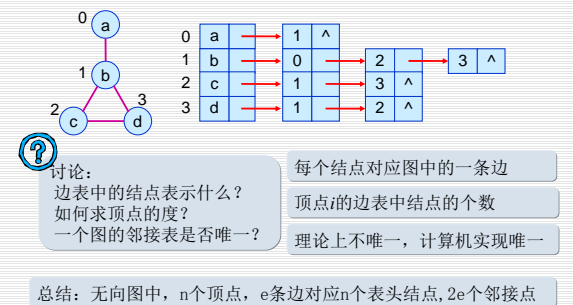 0 a
1 b
2 c
3 d
0 a 1 ^
1 b 0 2 3 ^
2 c 1 3 ^
3 d 1 2 ^
?
讨论:
边表中的结点表示什么?
如何求顶点的度?
一个图的邻接表是否唯一?
每个结点对应图中的一条边
顶点i的边表中结点的个数
理论上不唯一,计算机实现唯一
总结:无向图中,n个顶点,e条边对应n个表头结点,2e个邻接点